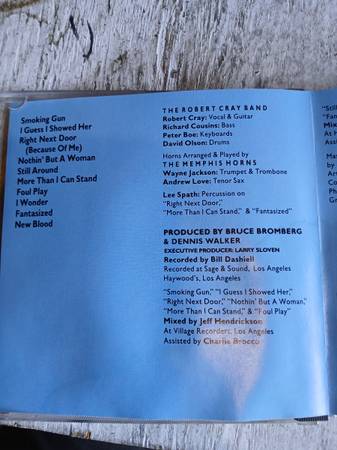 Smoking Gun
I Guess I Showed Her
Right Next Door
(Because Of Me)
Nothin' But A Woman
Still Around
More Than I Can Stand
Foul Play
I Wonder
Fantasized
New Blood
THE ROBERT CRAY BAND
Robert Cray: Vocal & Guitar
Richard Cousins: Bass
Peter Boe: Keyboards
David Olson: Drums
Horns Arranged & Played by
THE MEMPHIS HORNS
Wayne Jackson: Trumpet & Trombone
Andrew Love: Tenor Sax
Lee Spath: Percussion on
"Right Next Door,"
"More Than I Can Stand," & "Fantasized"
PRODUCED BY BRUCE BROMBERG
& DENNIS WALKER
EXECUTIVE PRODUCER: LARRY SLOVEN
Recorded by Bill Dashiell
Recorded at Sage & Sound, Los Angeles
Haywood's, Los Angeles
"Smoking Gun," "I Guess I Showed Her,"
"Right Next Door," "Nothin' But A Woman,"
"More Than I Can Stand," & "Foul Play"
Mixed by Jeff Hendrickson
At Village Recorders, Los Angeles
Assisted by Charlie Brocco
"Still
"Fan
Mixed
At H
Assist